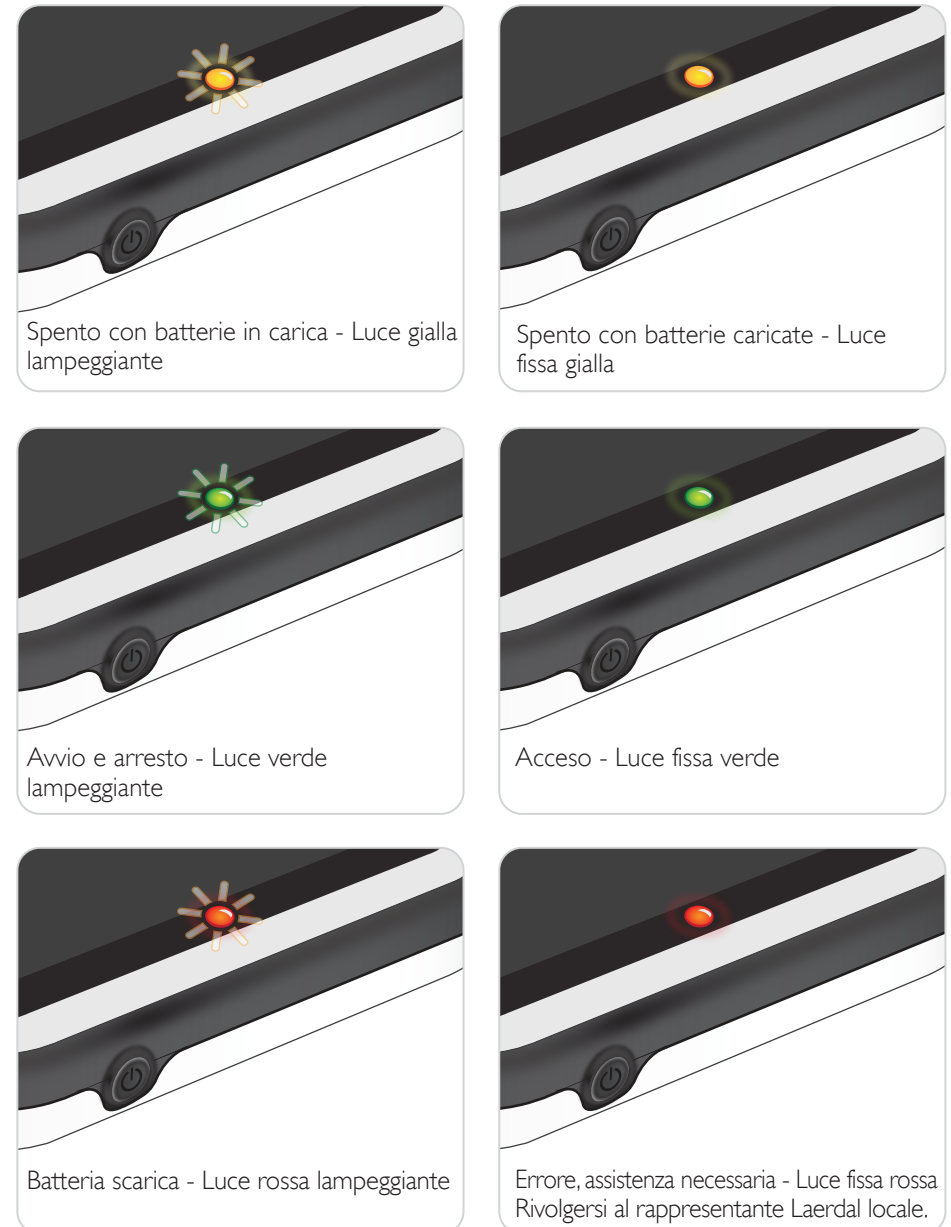 Spento con batterie in carica - Luce gialla
lampeggiante
Spento con batterie caricate - Luce
fissa gialla
Avvio e arresto - Luce verde
lampeggiante
Acceso - Luce fissa verde
Batteria scarica - Luce rossa lampeggiante
Errore, assistenza necessaria - Luce fissa rossa
Rivolgersi al rappresentante Laerdal locale.